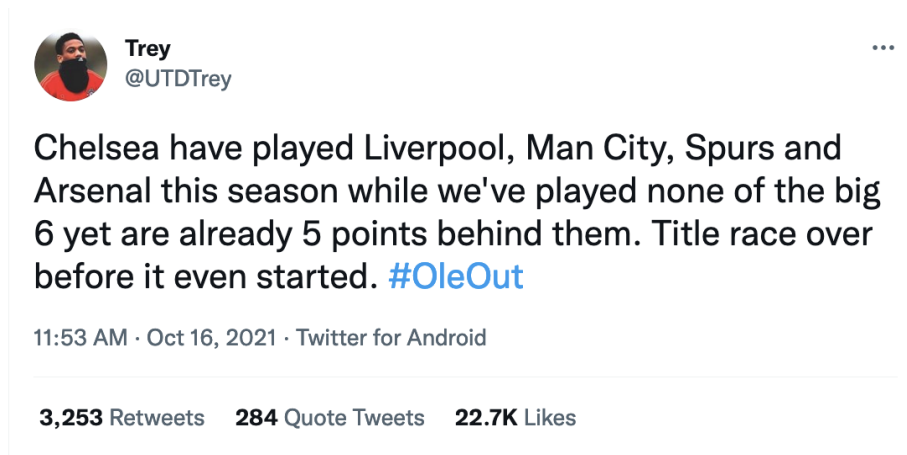 Trey
@UTDTrey
Chelsea have played Liverpool, Man City, Spurs and
Arsenal this season while we've played none of the big
6 yet are already 5 points behind them. Title race over
before it even started. #OleOut
11:53 AM · Oct 16, 2021 · Twitter for Android
3,253 Retweets 284 Quote Tweets 22.7K Likes